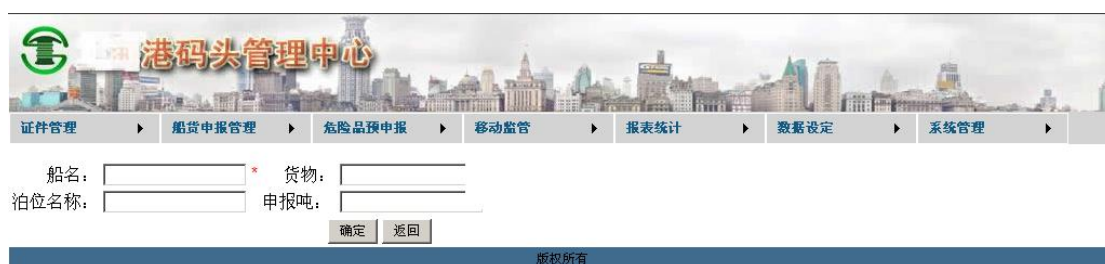 港码头管理中心
证件管理 船货申报管理 危险品预申报 移动监管 报表统计 数据设定 系统管理
船名： * 货物：
泊位名称： 申报吨：
确定 返回
版权所有